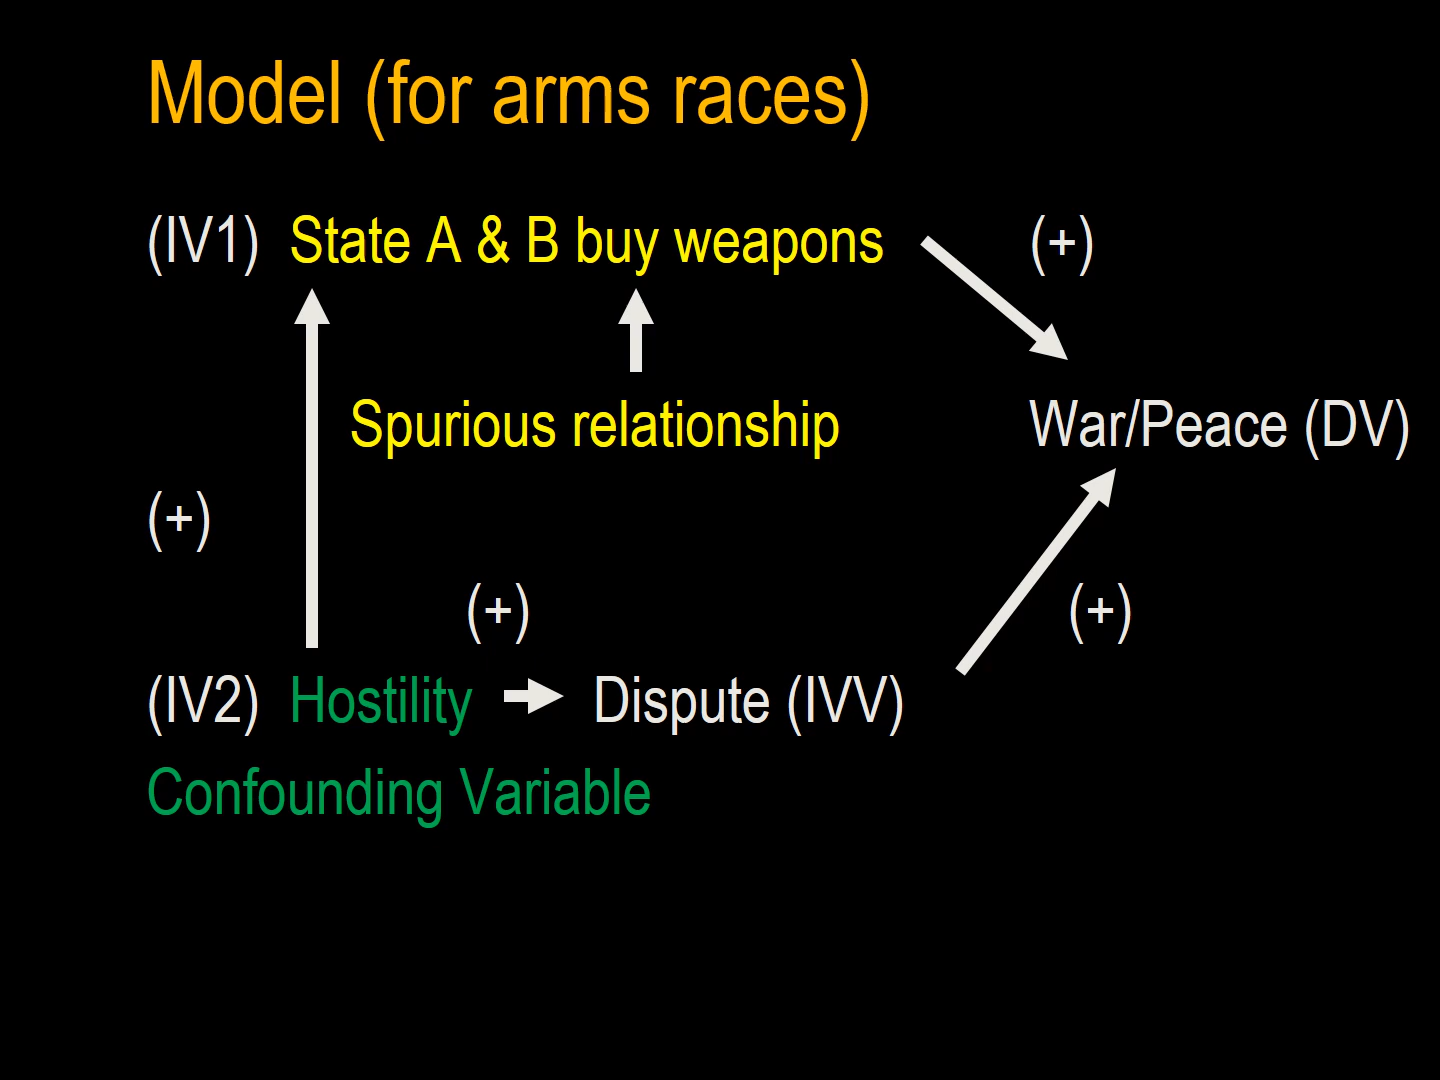 Model (for arms races)
(IV1) State A & B buy weapons (+)
Spurious relationship War/Peace (DV)
(+)
(+) (+)
(IV2) Hostility Dispute (IVV)
Confounding Variable